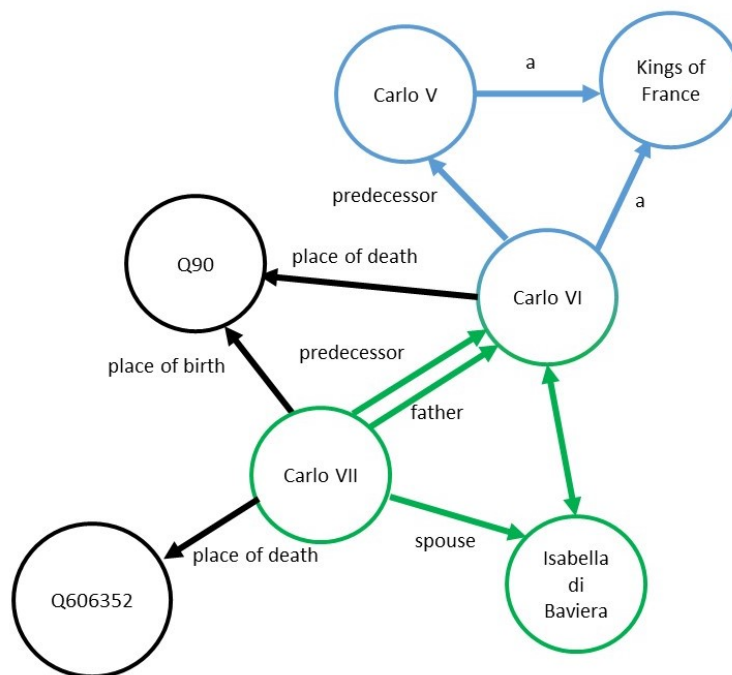 a
Kings of
France
Carlo V
predecessor
a
place of death
Q90
Carlo VI
predecessor
place of birth
father
Carlo VII
spouse
place of death
Isabella
di
Baviera
Q606352